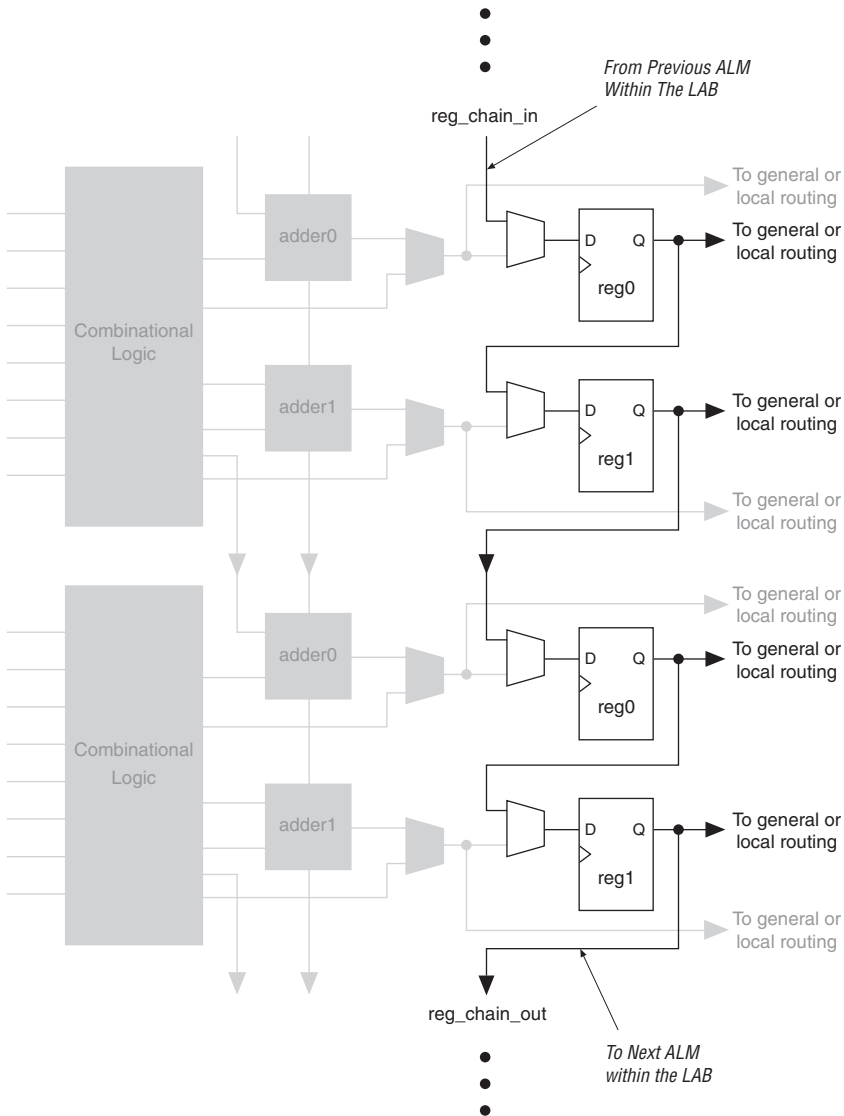 From Previous ALM
Within The LAB
reg_chain_in
To general or
local routing
adder0
D Q
reg0
To general or
local routing
Combinational
Logic
adder1
D Q
reg1
To general or
local routing
To general or
local routing
To general or
local routing
adder0
D Q
reg0
To general or
local routing
Combinational
Logic
adder1
D Q
reg1
To general or
local routing
To general or
local routing
reg_chain_out
To Next ALM
within the LAB